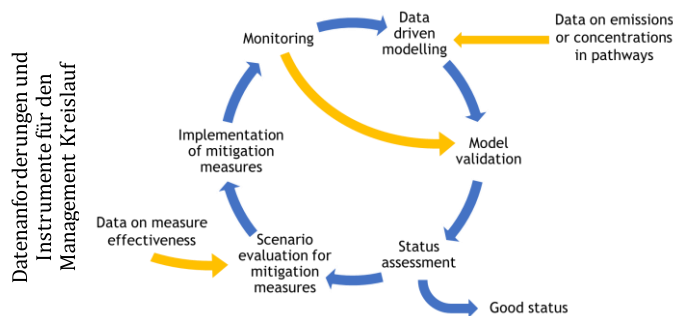 Datenanforderungen und
Instrumente für den
Management Kreislauf
Monitoring
Data
driven
modelling
Data on emissions
or concentrations
in pathways
Model
validation
Status
assessment
Good status
Scenario
evaluation for
mitigation
measures
Data on measure
effectiveness
Implementation
of mitigation
measures